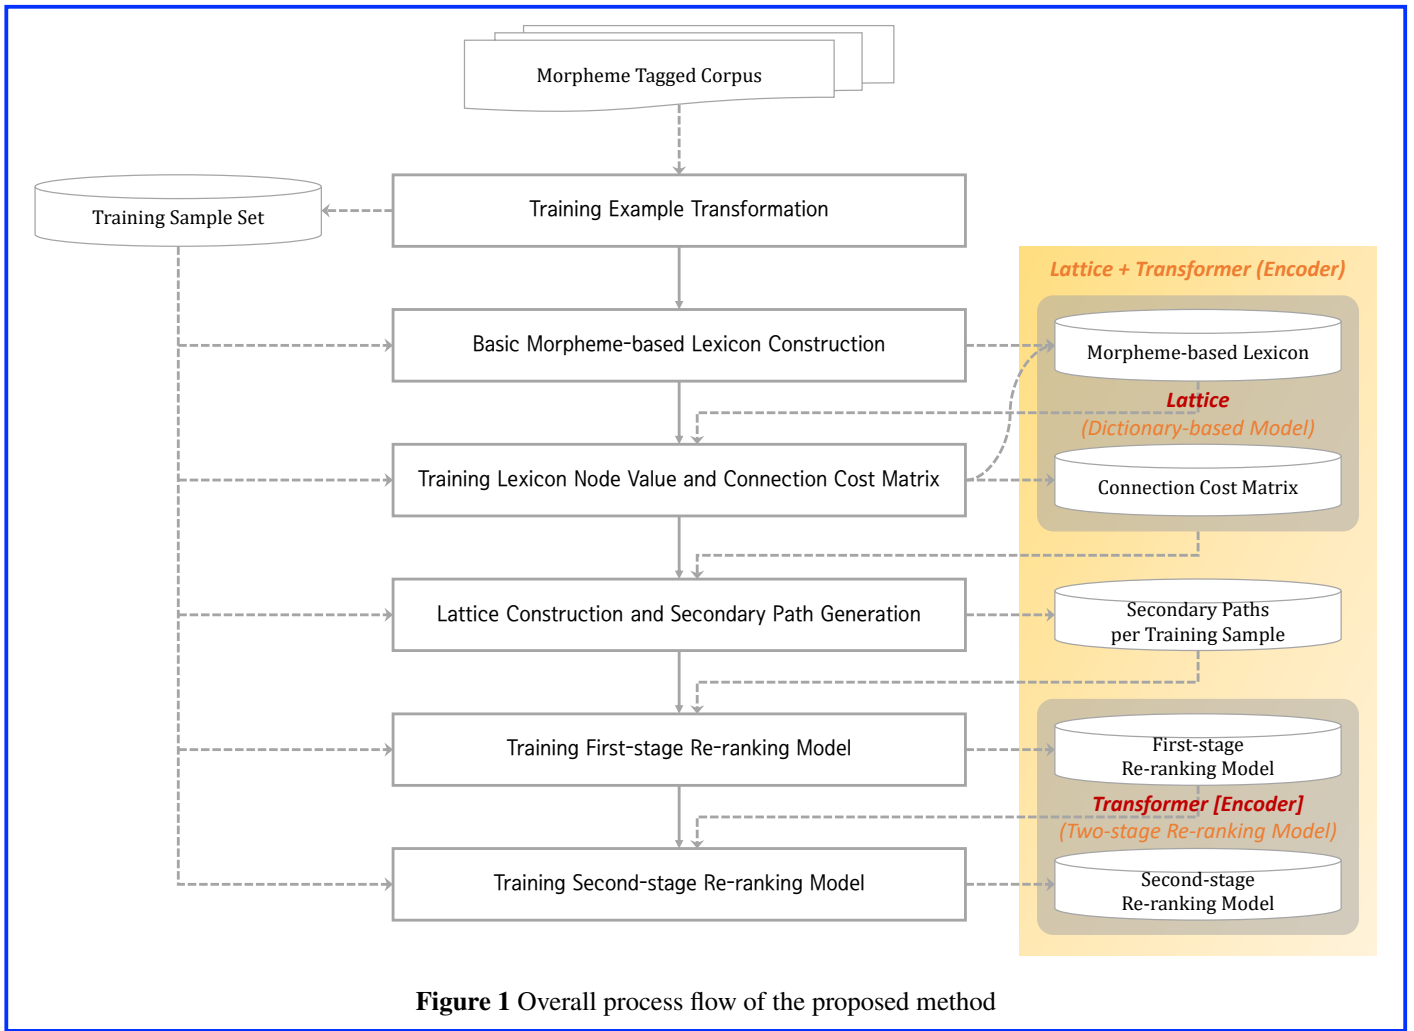 Morpheme Tagged Corpus
Training Example Transformation
Training Sample Set
Lattice + Transformer (Encoder)
Basic Morpheme-based Lexicon Construction
Morpheme-based Lexicon
Lattice
(Dictionary-based Model)
Training Lexicon Node Value and Connection Cost Matrix
Connection Cost Matrix
Lattice Construction and Secondary Path Generation
Secondary Paths
per Training Sample
Training First-stage Re-ranking Model
First-stage
Re-ranking Model
Transformer [Encoder]
(Two-stage Re-ranking Model)
Training Second-stage Re-ranking Model
Second-stage
Re-ranking Model
Figure 1 Overall process flow of the proposed method